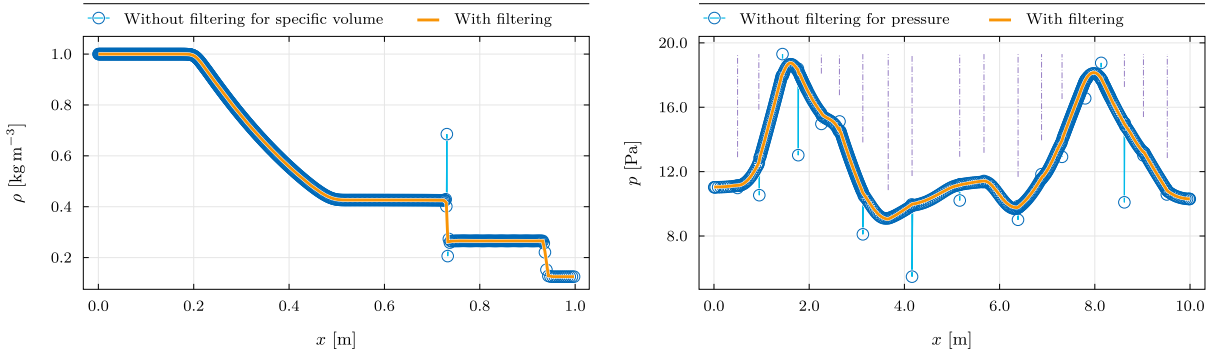 Without filtering for specific volume
With filtering
1.0
0.8
0.6
0.4
0.2
ρ [kg m⁻³]
0.0
0.2
0.4
0.6
0.8
1.0
x [m]
Without filtering for pressure
With filtering
20.0
16.0
12.0
8.0
p [Pa]
0.0
2.0
4.0
6.0
8.0
10.0
x [m]